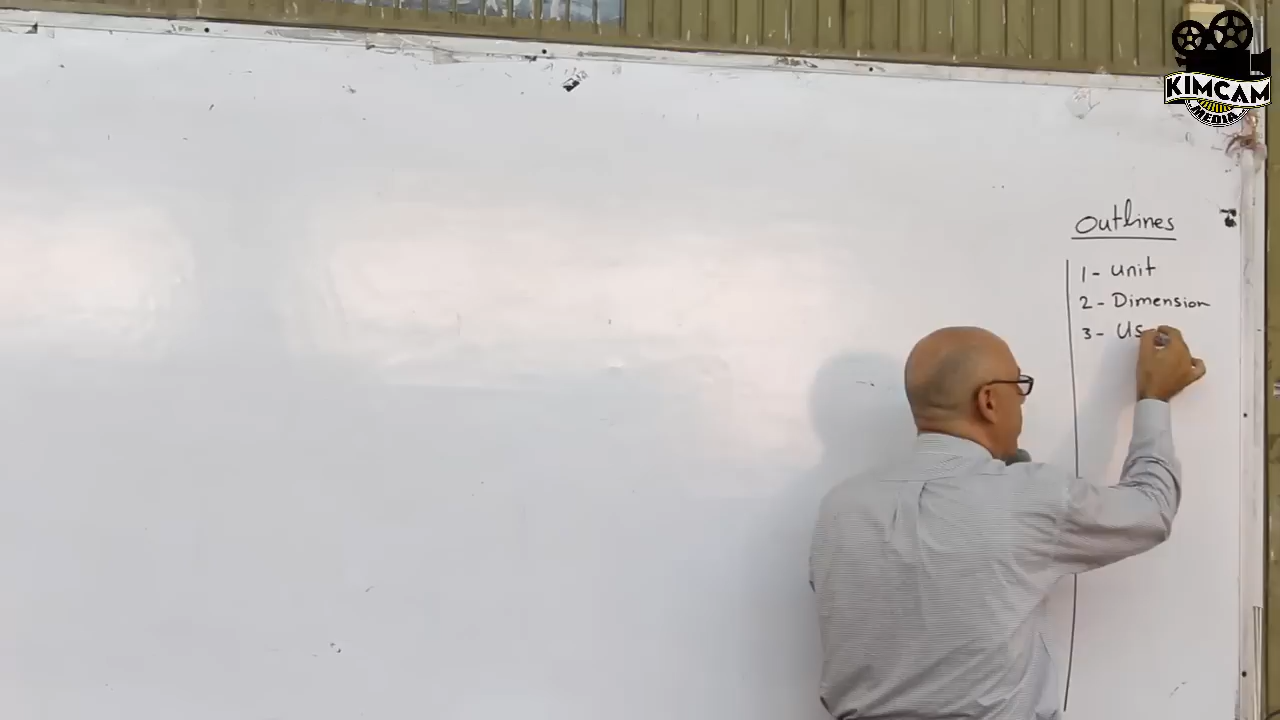 KIMCAM
MEDIA
Outlines
1- unit
2- Dimension
3- Us